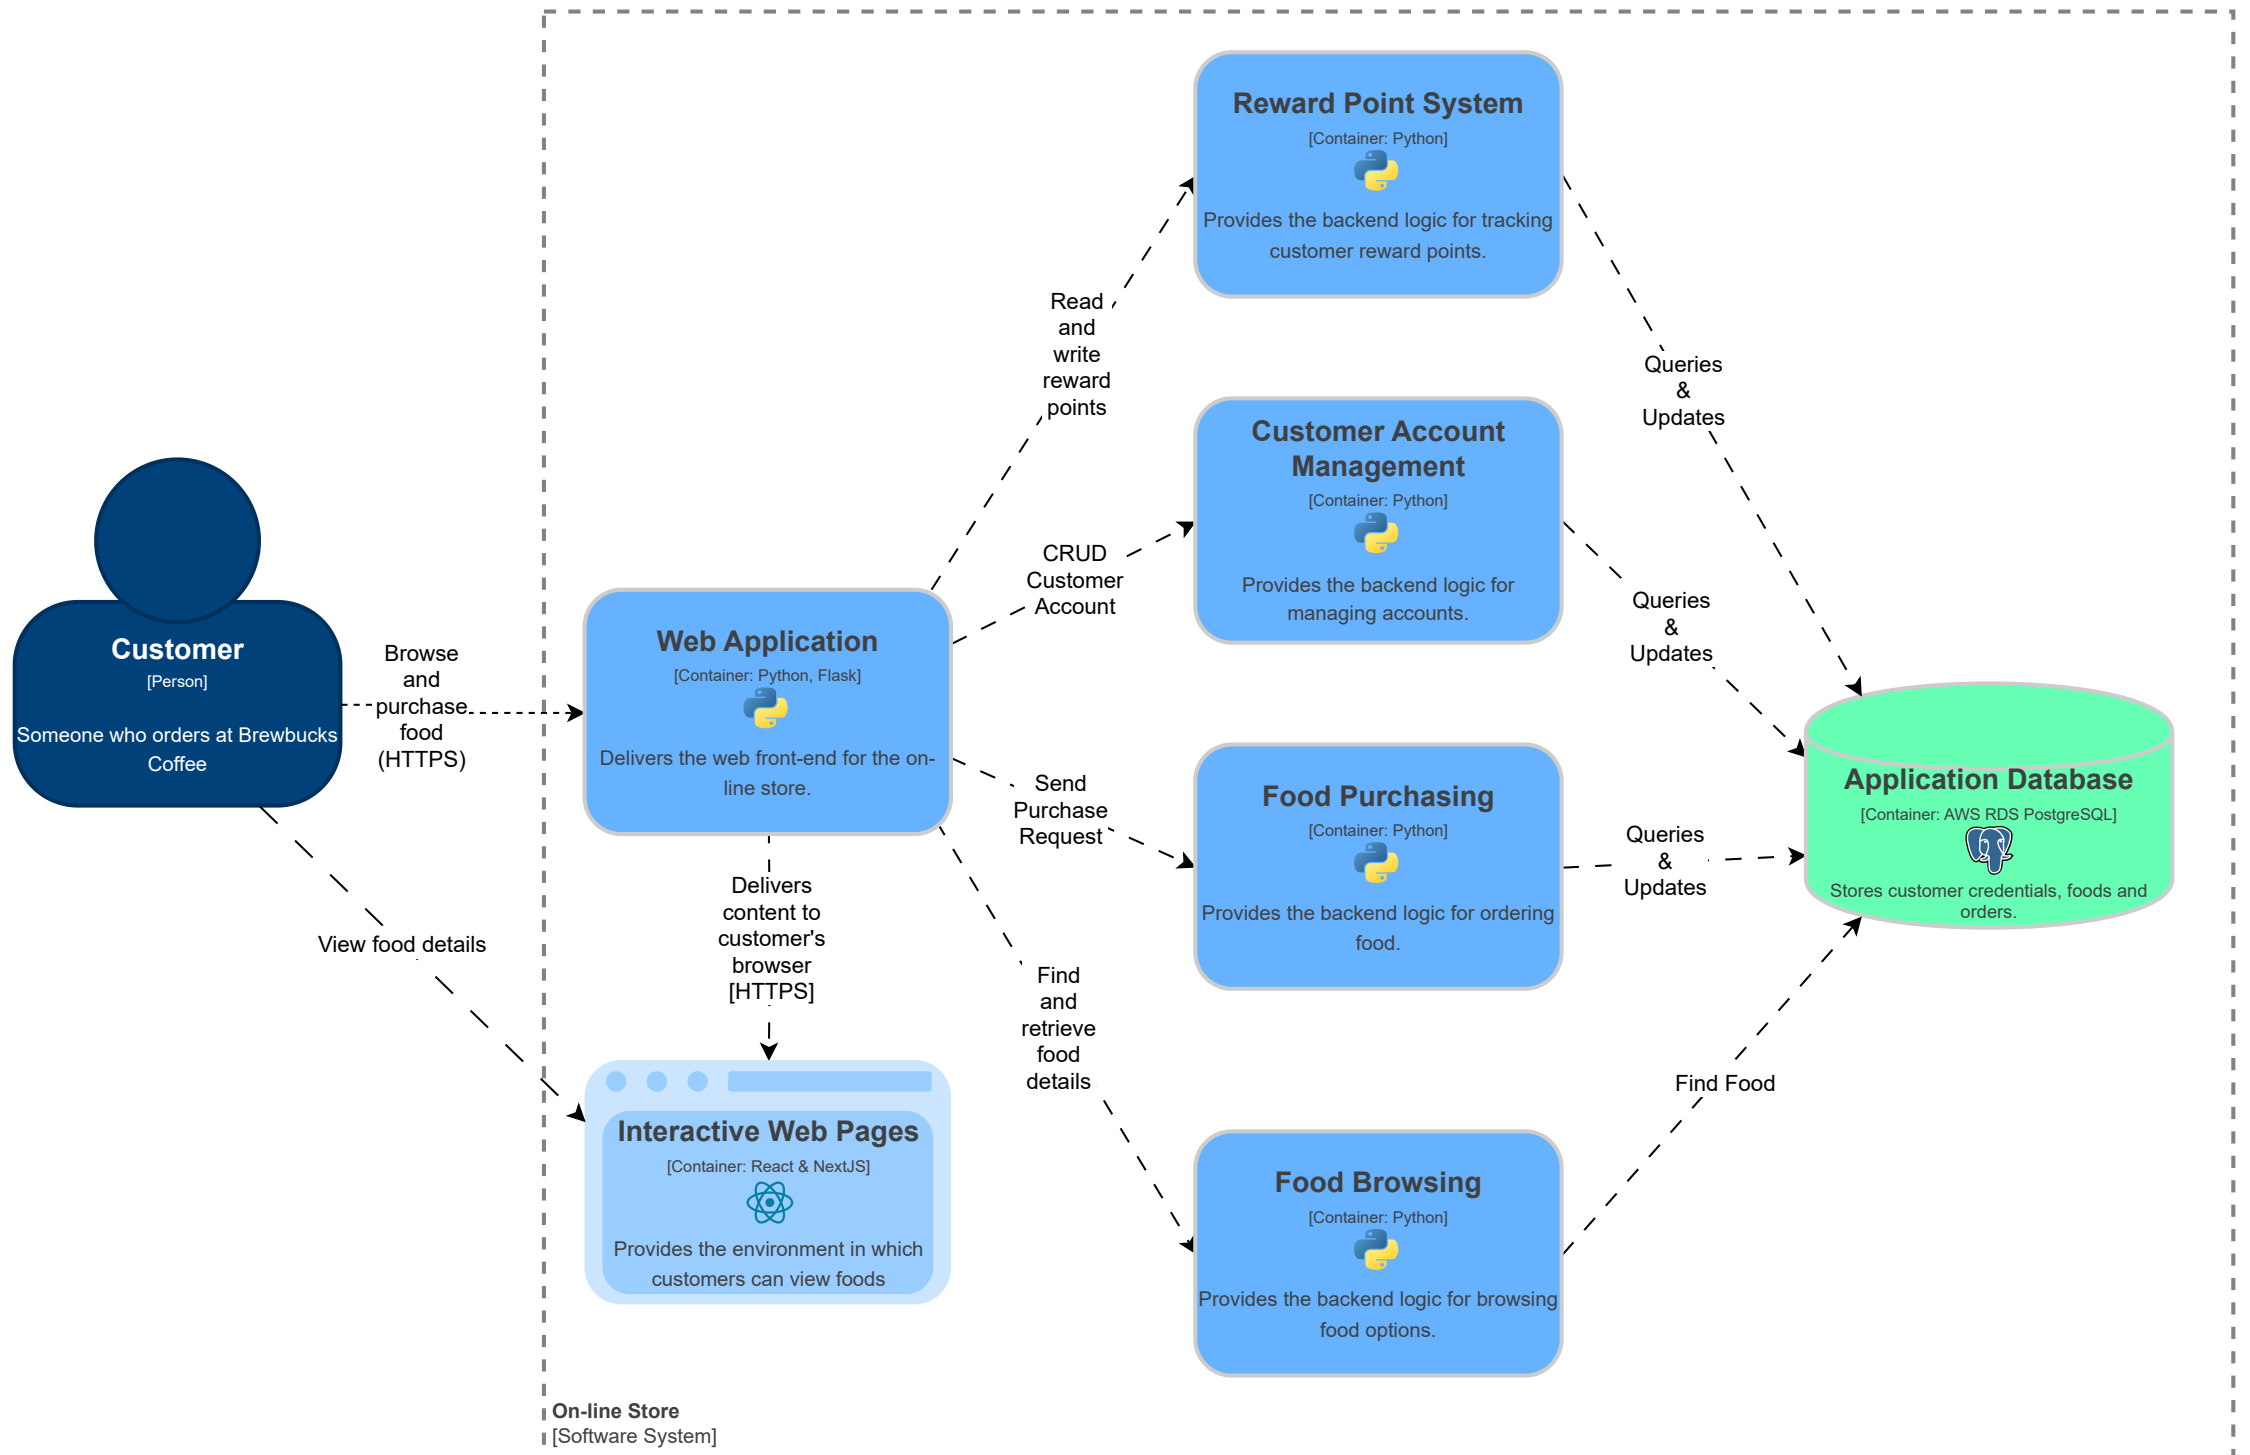 Reward Point System
[Container: Python]
Provides the backend logic for tracking
customer reward points.
Read
and
write
reward
points
Queries
&
Updates
Customer Account
Management
[Container: Python]
Provides the backend logic for
managing accounts.
CRUD
Customer
Account
Queries
&
Updates
Customer
[Person]
Someone who orders at Brewbucks
Coffee
Browse
and
purchase
food
(HTTPS)
Web Application
[Container: Python, Flask]
Delivers the web front-end for the on-
line store.
Send
Purchase
Request
Food Purchasing
[Container: Python]
Provides the backend logic for ordering
food.
Queries
&
Updates
Application Database
[Container: AWS RDS PostgreSQL]
Stores customer credentials, foods and
orders.
View food details
Delivers
content to
customer's
browser
[HTTPS]
Find
and
retrieve
food
details
Find Food
Interactive Web Pages
[Container: React & NextJS]
Provides the environment in which
customers can view foods
Food Browsing
[Container: Python]
Provides the backend logic for browsing
food options.
On-line Store
[Software System]